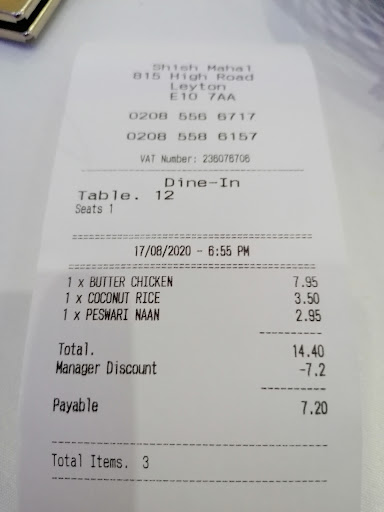 Shish Mahal
815 High Road
Leyton
E10 7AA
0208 556 6717
0208 558 6157
VAT Number: 236076706
Dine-In
Table. 12
Seats 1
17/08/2020 - 6:55 PM
1 x BUTTER CHICKEN 7.95
1 x COCONUT RICE 3.50
1 x PESWARI NAAN 2.95
Total. 14.40
Manager Discount -7.2
Payable 7.20
Total Items. 3